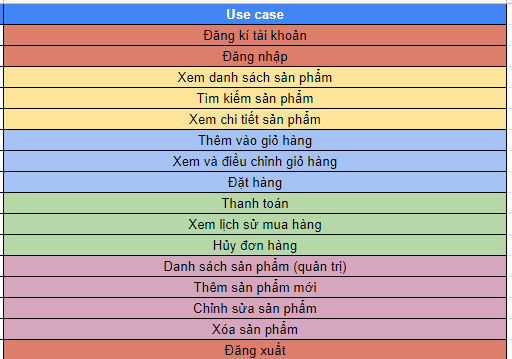 Use case
Đăng kí tài khoản
Đăng nhập
Xem danh sách sản phẩm
Tìm kiếm sản phẩm
Xem chi tiết sản phẩm
Thêm vào giỏ hàng
Xem và điều chỉnh giỏ hàng
Đặt hàng
Thanh toán
Xem lịch sử mua hàng
Hủy đơn hàng
Danh sách sản phẩm (quản trị)
Thêm sản phẩm mới
Chỉnh sửa sản phẩm
Xóa sản phẩm
Đăng xuất